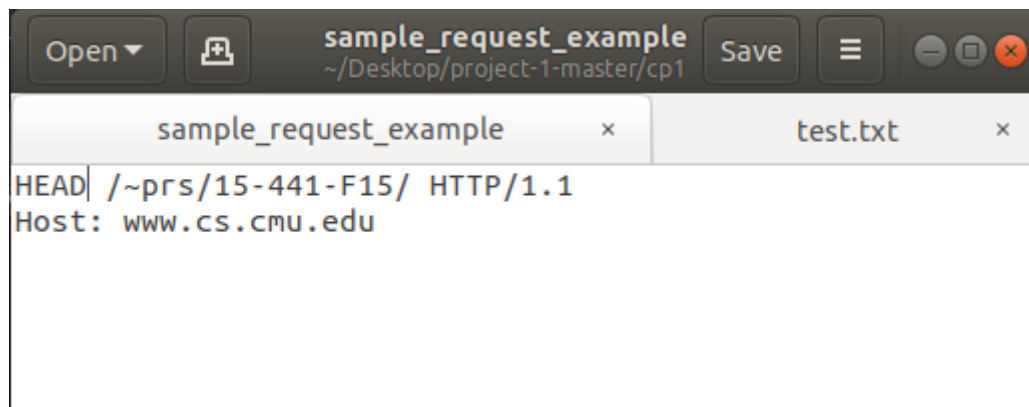 Open
sample_request_example
~/Desktop/project-1-master/cp1
Save
sample_request_example ×
test.txt ×
HEAD /~prs/15-441-F15/ HTTP/1.1
Host: www.cs.cmu.edu